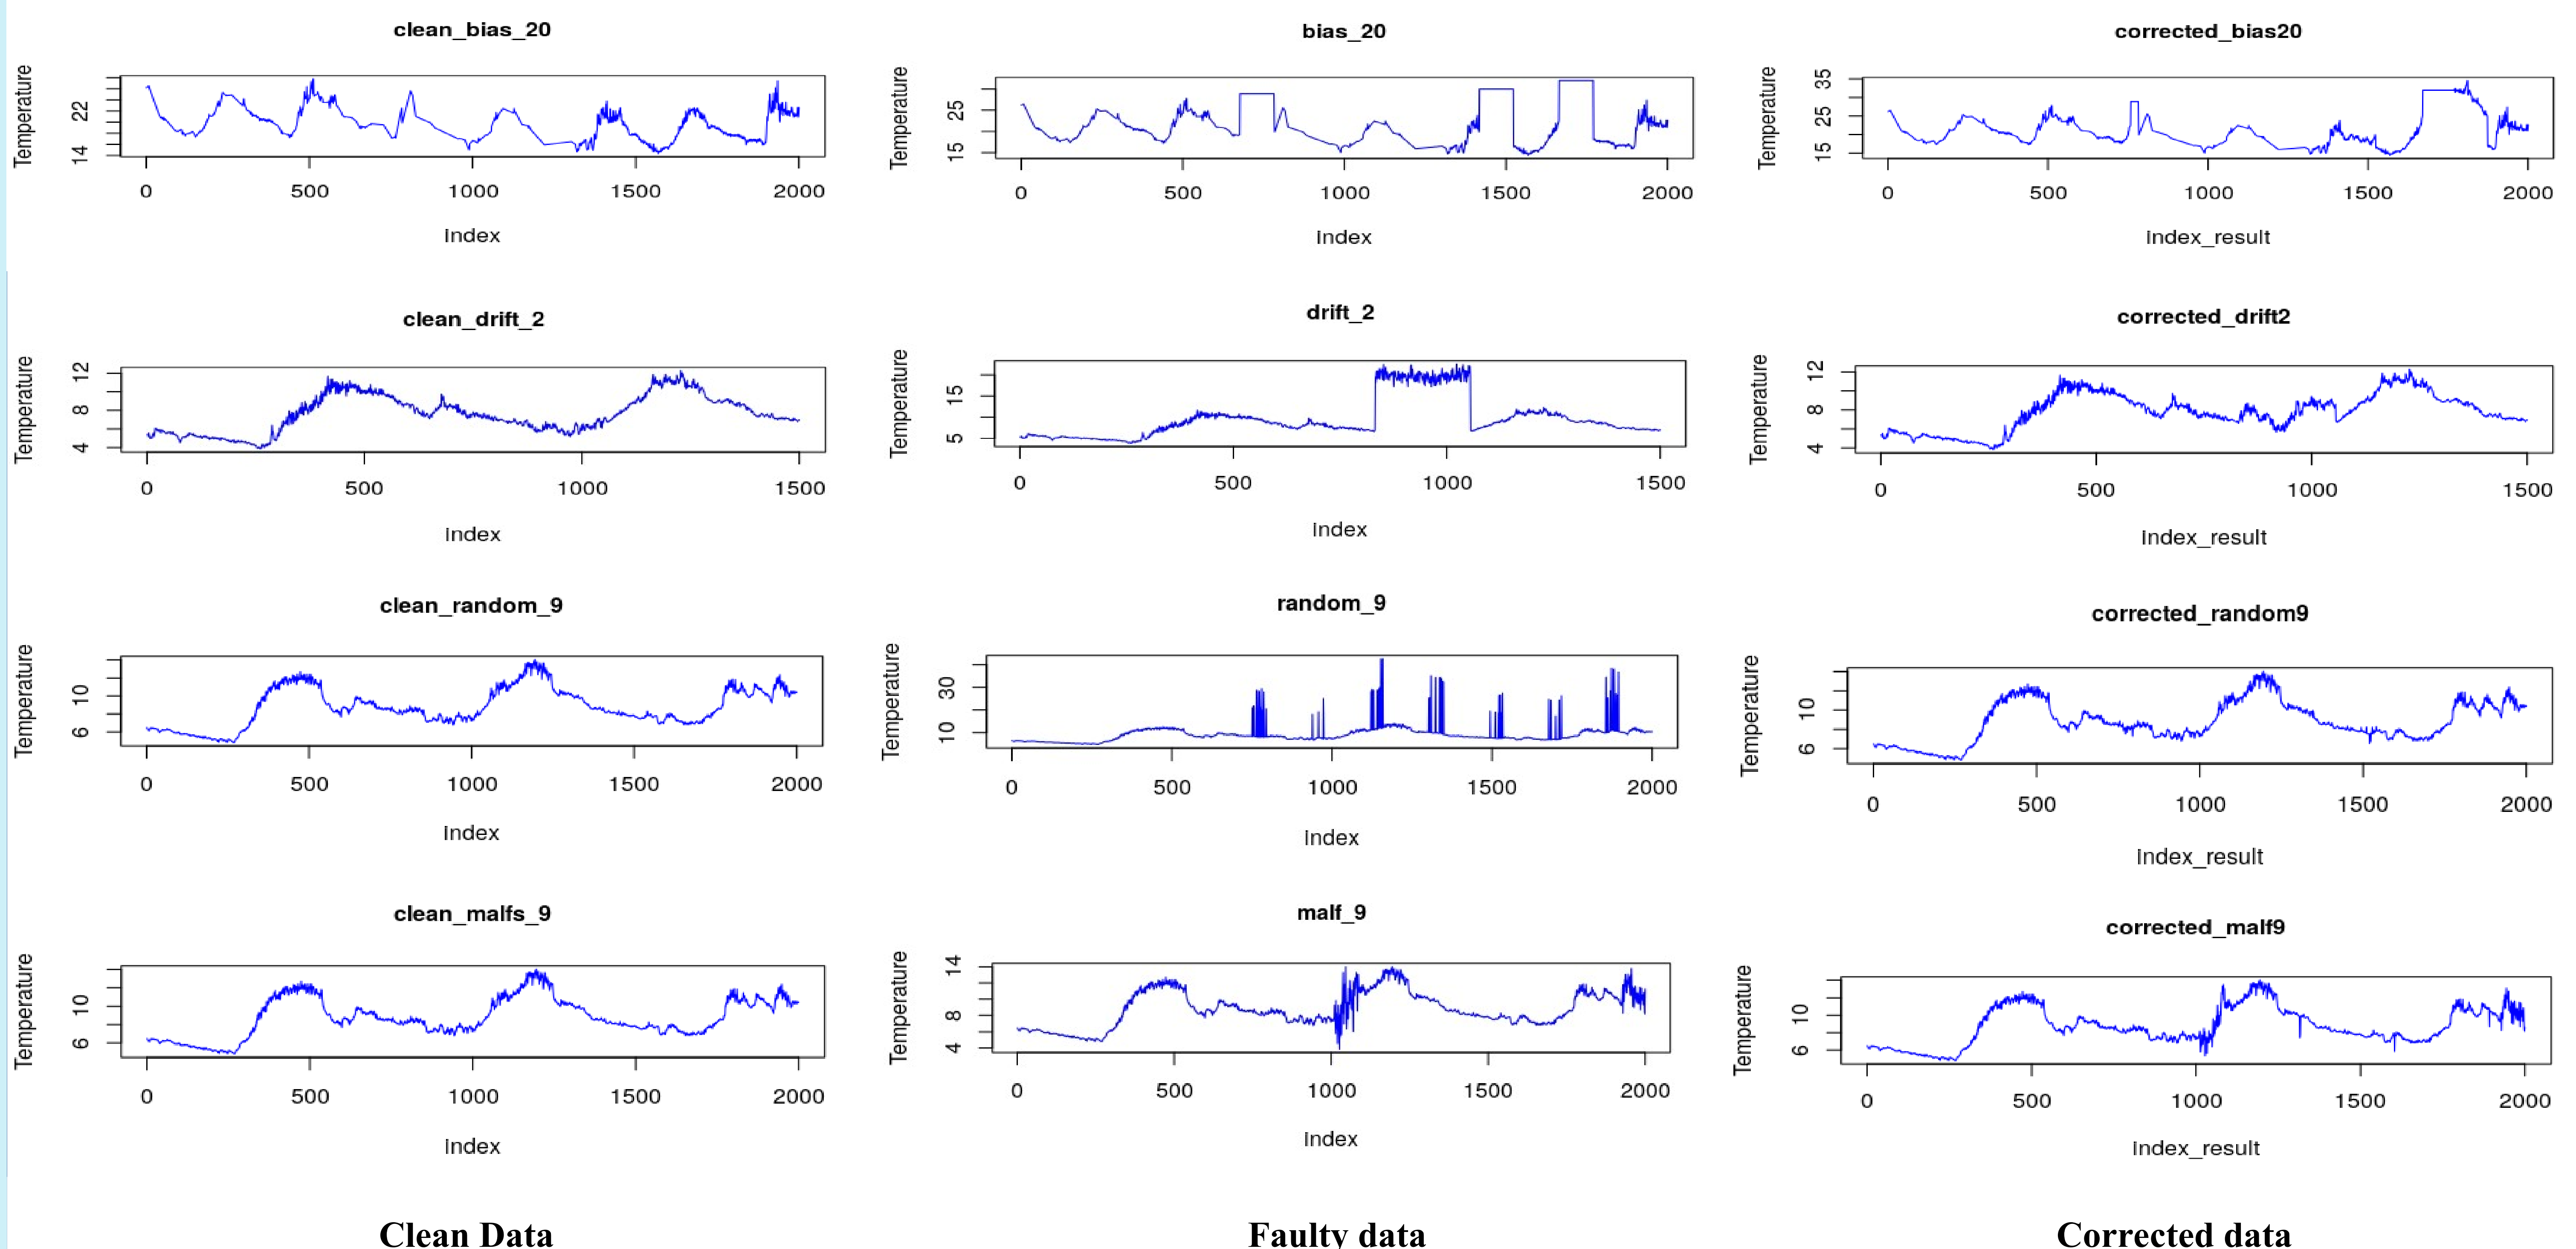 clean_bias_20
Temperature
14 22
0 500 1000 1500 2000
Index
bias_20
Temperature
15 25
0 500 1000 1500 2000
Index
corrected_bias20
Temperature
15 25 35
0 500 1000 1500 2000
Index_result
clean_drift_2
Temperature
4 8 12
0 500 1000 1500
Index
drift_2
Temperature
5 15
0 500 1000 1500
Index
corrected_drift2
Temperature
4 8 12
0 500 1000 1500
Index_result
clean_random_9
Temperature
6 10
0 500 1000 1500 2000
Index
random_9
Temperature
10 30
0 500 1000 1500 2000
Index
corrected_random9
Temperature
6 10
0 500 1000 1500 2000
Index_result
clean_malfs_9
Temperature
6 10
0 500 1000 1500 2000
Index
malf_9
Temperature
4 8 14
0 500 1000 1500 2000
Index
corrected_malf9
Temperature
6 10
0 500 1000 1500 2000
Index_result
Clean Data
Faulty data
Corrected data